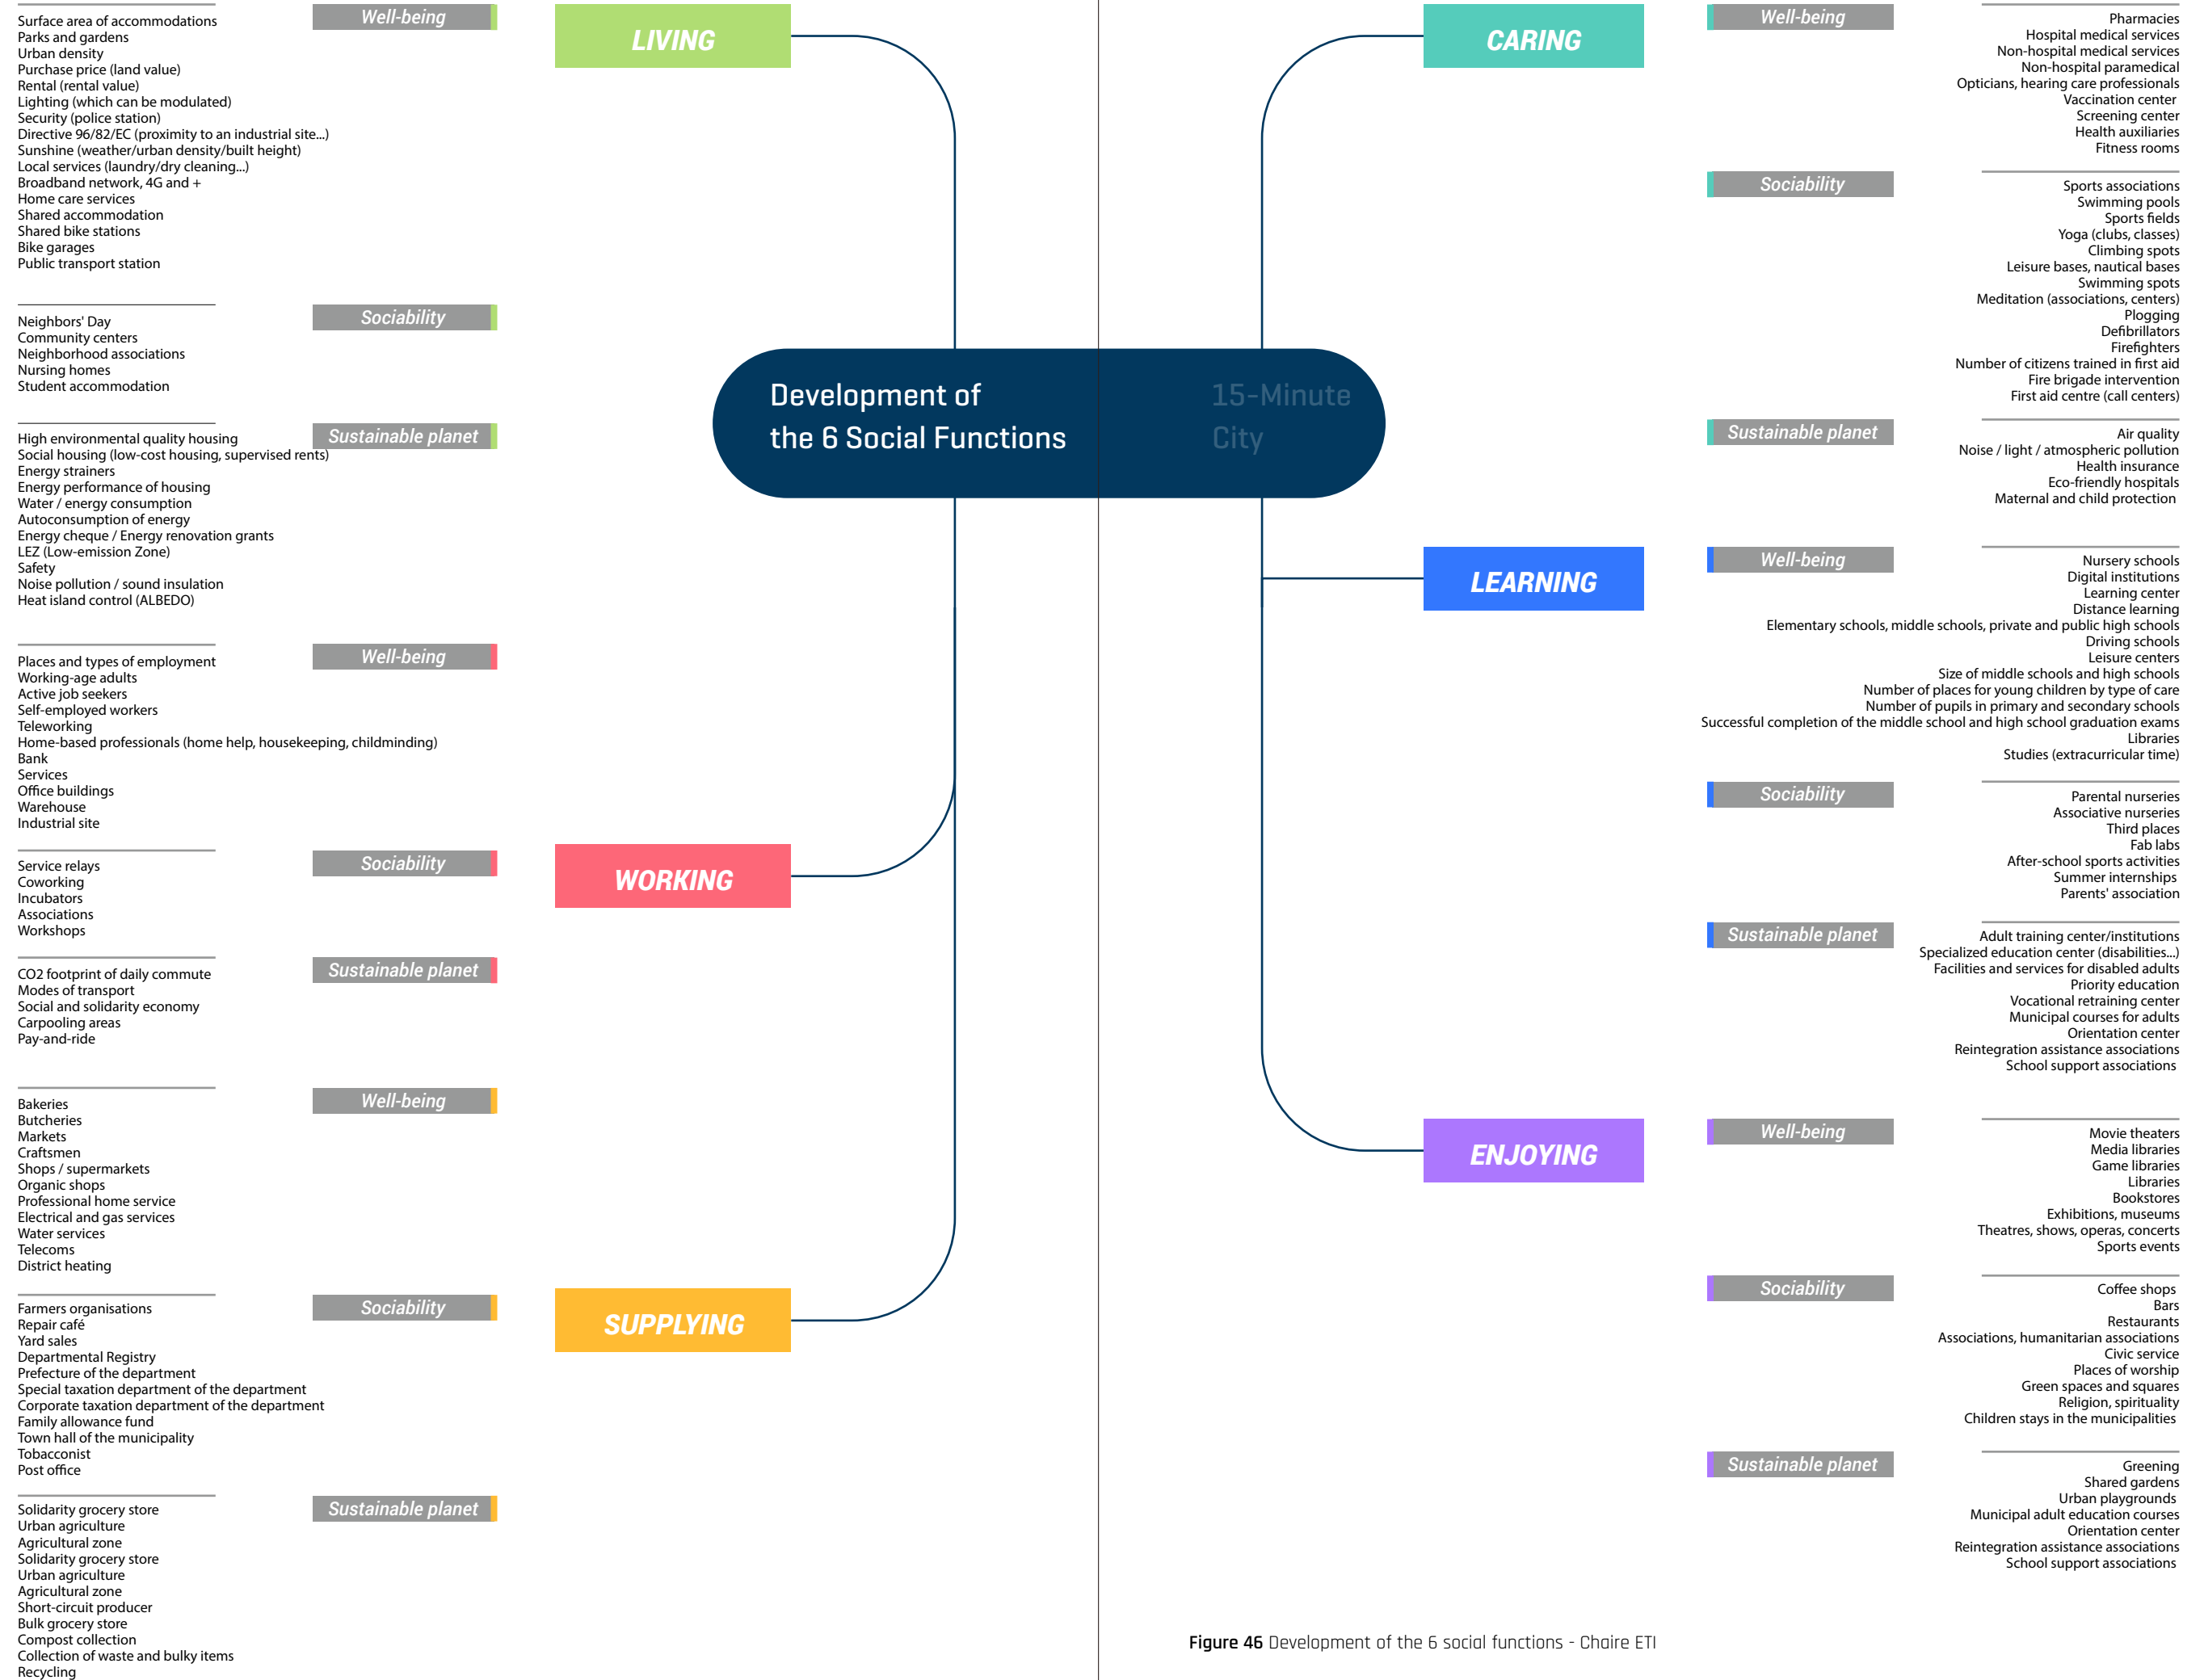 LIVING
Well-being
Surface area of accommodations
Parks and gardens
Urban density
Purchase price (land value)
Rental (rental value)
Lighting (which can be modulated)
Security (police station)
Directive 96/82/EC (proximity to an industrial site...)
Sunshine (weather/urban density/built height)
Local services (laundry/dry cleaning...)
Broadband network, 4G and +
Home care services
Shared accommodation
Shared bike stations
Bike garages
Public transport station
Sociability
Neighbors' Day
Community centers
Neighborhood associations
Nursing homes
Student accommodation
Sustainable planet
High environmental quality housing
Social housing (low-cost housing, supervised rents)
Energy strainers
Energy performance of housing
Water / energy consumption
Autoconsumption of energy
Energy cheque / Energy renovation grants
LEZ (Low-emission Zone)
Safety
Noise pollution / sound insulation
Heat island control (ALBEDO)
WORKING
Well-being
Places and types of employment
Working-age adults
Active job seekers
Self-employed workers
Teleworking
Home-based professionals (home help, housekeeping, childminding)
Bank
Services
Office buildings
Warehouse
Industrial site
Sociability
Service relays
Coworking
Incubators
Associations
Workshops
Sustainable planet
CO2 footprint of daily commute
Modes of transport
Social and solidarity economy
Carpooling areas
Pay-and-ride
SUPPLYING
Well-being
Bakeries
Butcheries
Markets
Craftsmen
Shops / supermarkets
Organic shops
Professional home service
Electrical and gas services
Water services
Telecoms
District heating
Sociability
Farmers organisations
Repair café
Yard sales
Departmental Registry
Prefecture of the department
Special taxation department of the department
Corporate taxation department of the department
Family allowance fund
Town hall of the municipality
Tobacconist
Post office
Sustainable planet
Solidarity grocery store
Urban agriculture
Agricultural zone
Solidarity grocery store
Urban agriculture
Agricultural zone
Short-circuit producer
Bulk grocery store
Compost collection
Collection of waste and bulky items
Recycling
Development of
the 6 Social Functions
15-Minute
City
CARING
Well-being
Pharmacies
Hospital medical services
Non-hospital medical services
Non-hospital paramedical
Opticians, hearing care professionals
Vaccination center
Screening center
Health auxiliaries
Fitness rooms
Sociability
Sports associations
Swimming pools
Sports fields
Yoga (clubs, classes)
Climbing spots
Leisure bases, nautical bases
Swimming spots
Meditation (associations, centers)
Plogging
Defibrillators
Firefighters
Number of citizens trained in first aid
Fire brigade intervention
First aid centre (call centers)
Sustainable planet
Air quality
Noise / light / atmospheric pollution
Health insurance
Eco-friendly hospitals
Maternal and child protection
LEARNING
Well-being
Nursery schools
Digital institutions
Learning center
Distance learning
Elementary schools, middle schools, private and public high schools
Driving schools
Leisure centers
Size of middle schools and high schools
Number of places for young children by type of care
Number of pupils in primary and secondary schools
Successful completion of the middle school and high school graduation exams
Libraries
Studies (extracurricular time)
Sociability
Parental nurseries
Associative nurseries
Third places
Fab labs
After-school sports activities
Summer internships
Parents' association
Sustainable planet
Adult training center/institutions
Specialized education center (disabilities...)
Facilities and services for disabled adults
Priority education
Vocational retraining center
Municipal courses for adults
Orientation center
Reintegration assistance associations
School support associations
ENJOYING
Well-being
Movie theaters
Media libraries
Game libraries
Libraries
Bookstores
Exhibitions, museums
Theatres, shows, operas, concerts
Sports events
Sociability
Coffee shops
Bars
Restaurants
Associations, humanitarian associations
Civic service
Places of worship
Green spaces and squares
Religion, spirituality
Children stays in the municipalities
Sustainable planet
Greening
Shared gardens
Urban playgrounds
Municipal adult education courses
Orientation center
Reintegration assistance associations
School support associations
Figure 46 Development of the 6 social functions - Chaire ETI